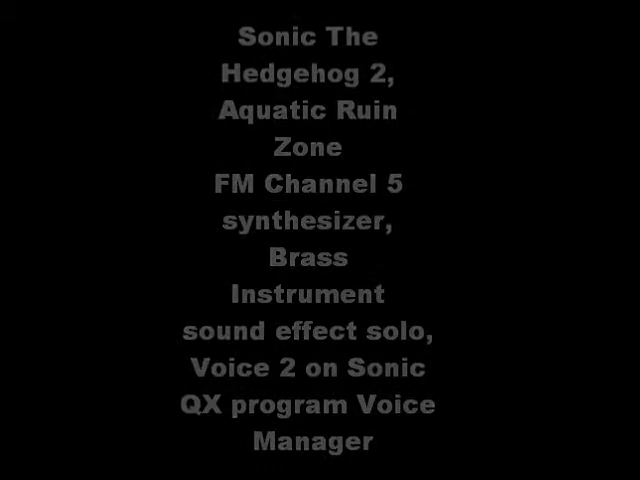 Sonic The
Hedgehog 2,
Aquatic Ruin
Zone
FM Channel 5
synthesizer,
Brass
Instrument
sound effect solo,
Voice 2 on Sonic
QX program Voice
Manager